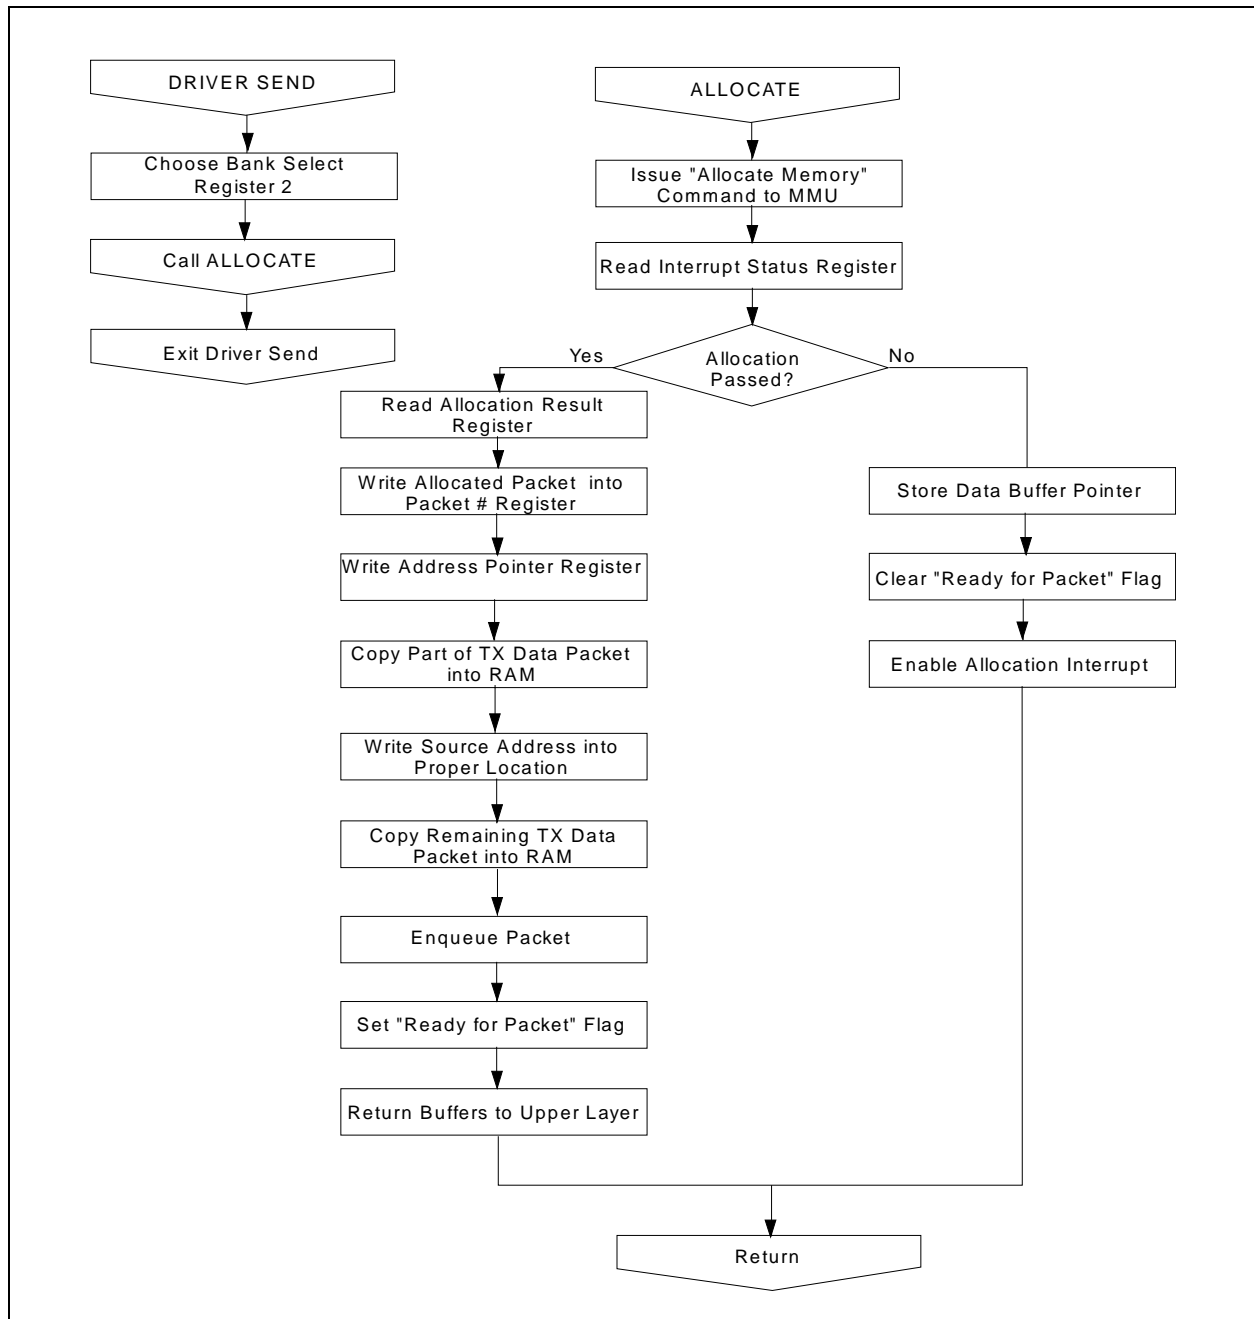 DRIVER SEND
Choose Bank Select
Register 2
Call ALLOCATE
Exit Driver Send
ALLOCATE
Issue "Allocate Memory"
Command to MMU
Read Interrupt Status Register
Allocation
Passed?
Yes
No
Read Allocation Result
Register
Write Allocated Packet into
Packet # Register
Write Address Pointer Register
Copy Part of TX Data Packet
into RAM
Write Source Address into
Proper Location
Copy Remaining TX Data
Packet into RAM
Enqueue Packet
Set "Ready for Packet" Flag
Return Buffers to Upper Layer
Store Data Buffer Pointer
Clear "Ready for Packet" Flag
Enable Allocation Interrupt
Return